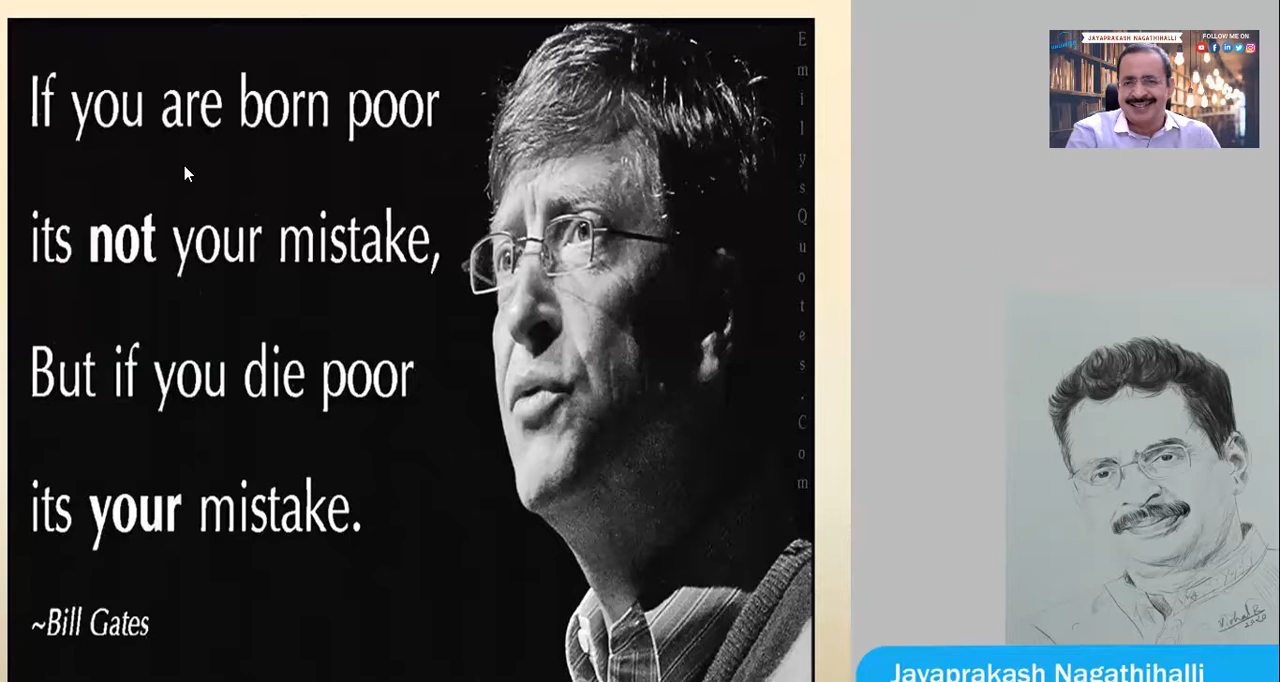 If you are born poor
its not your mistake,
But if you die poor
its your mistake.
~Bill Gates
EmilysQuotes.Com
JAYAPRAKASH NAGATHIHALLI
FOLLOW ME ON
2020
Jayaprakash Nagathihalli